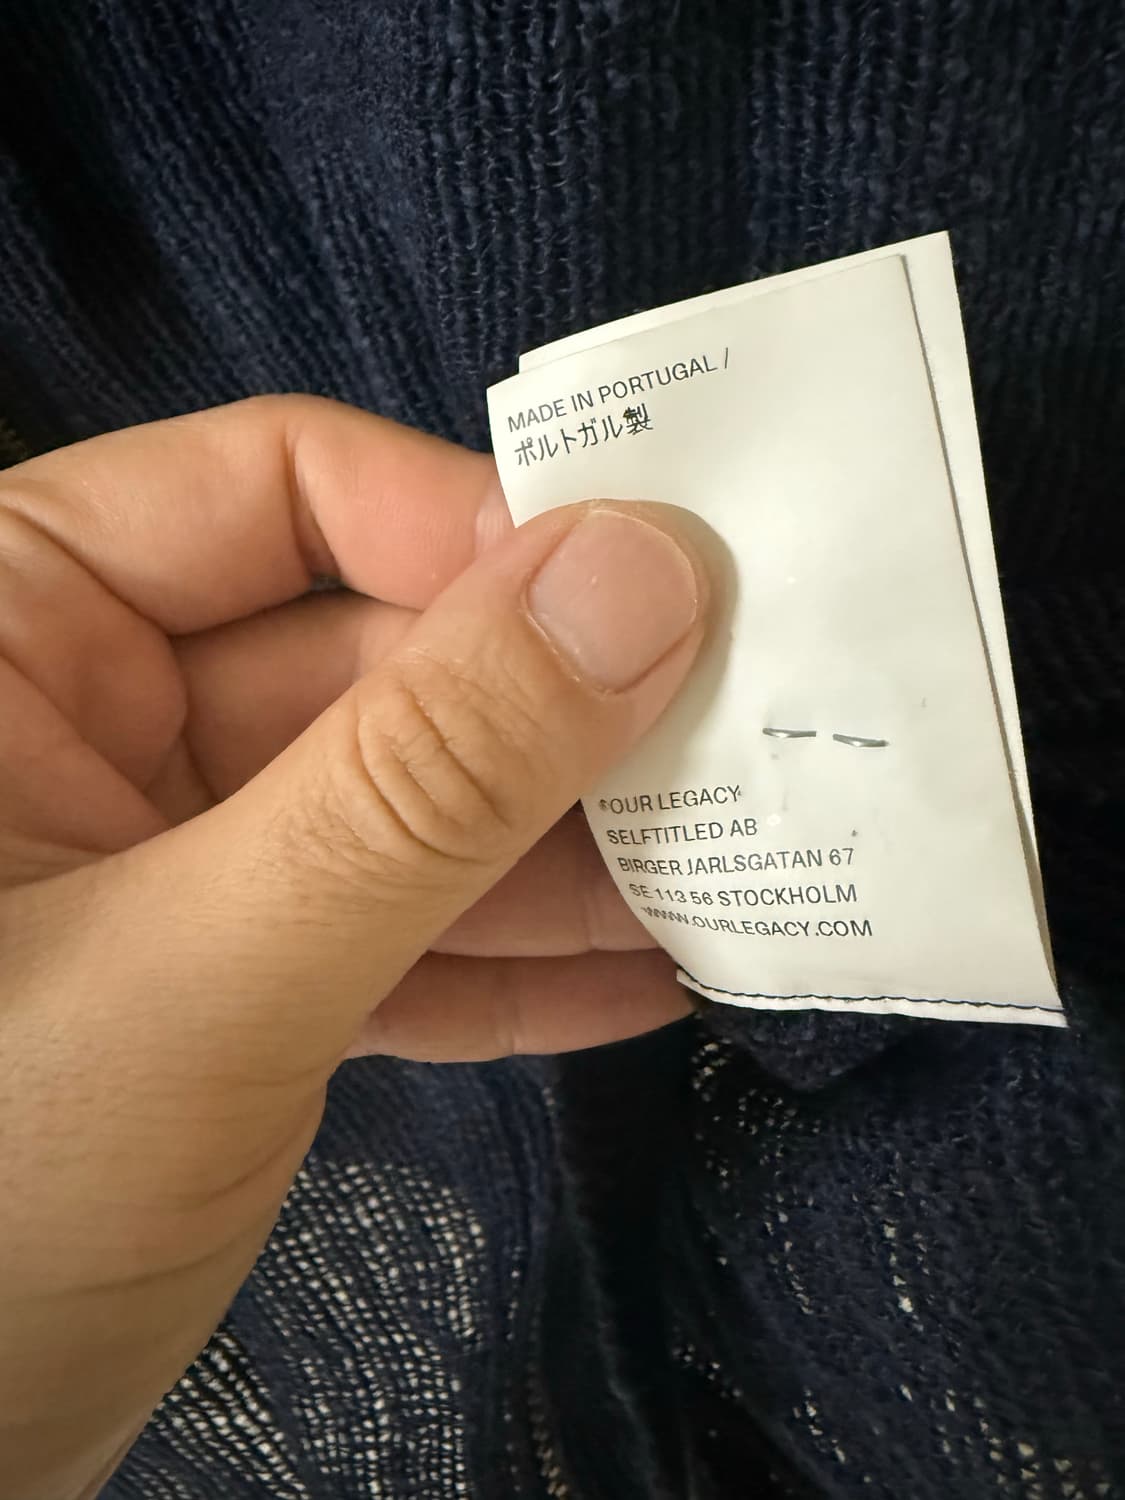 MADE IN PORTUGAL /
ポルトガル製
OUR LEGACY
SELFTITLED AB
BIRGER JARLSGATAN 67
SE 113 56 STOCKHOLM
WWW.OURLEGACY.COM